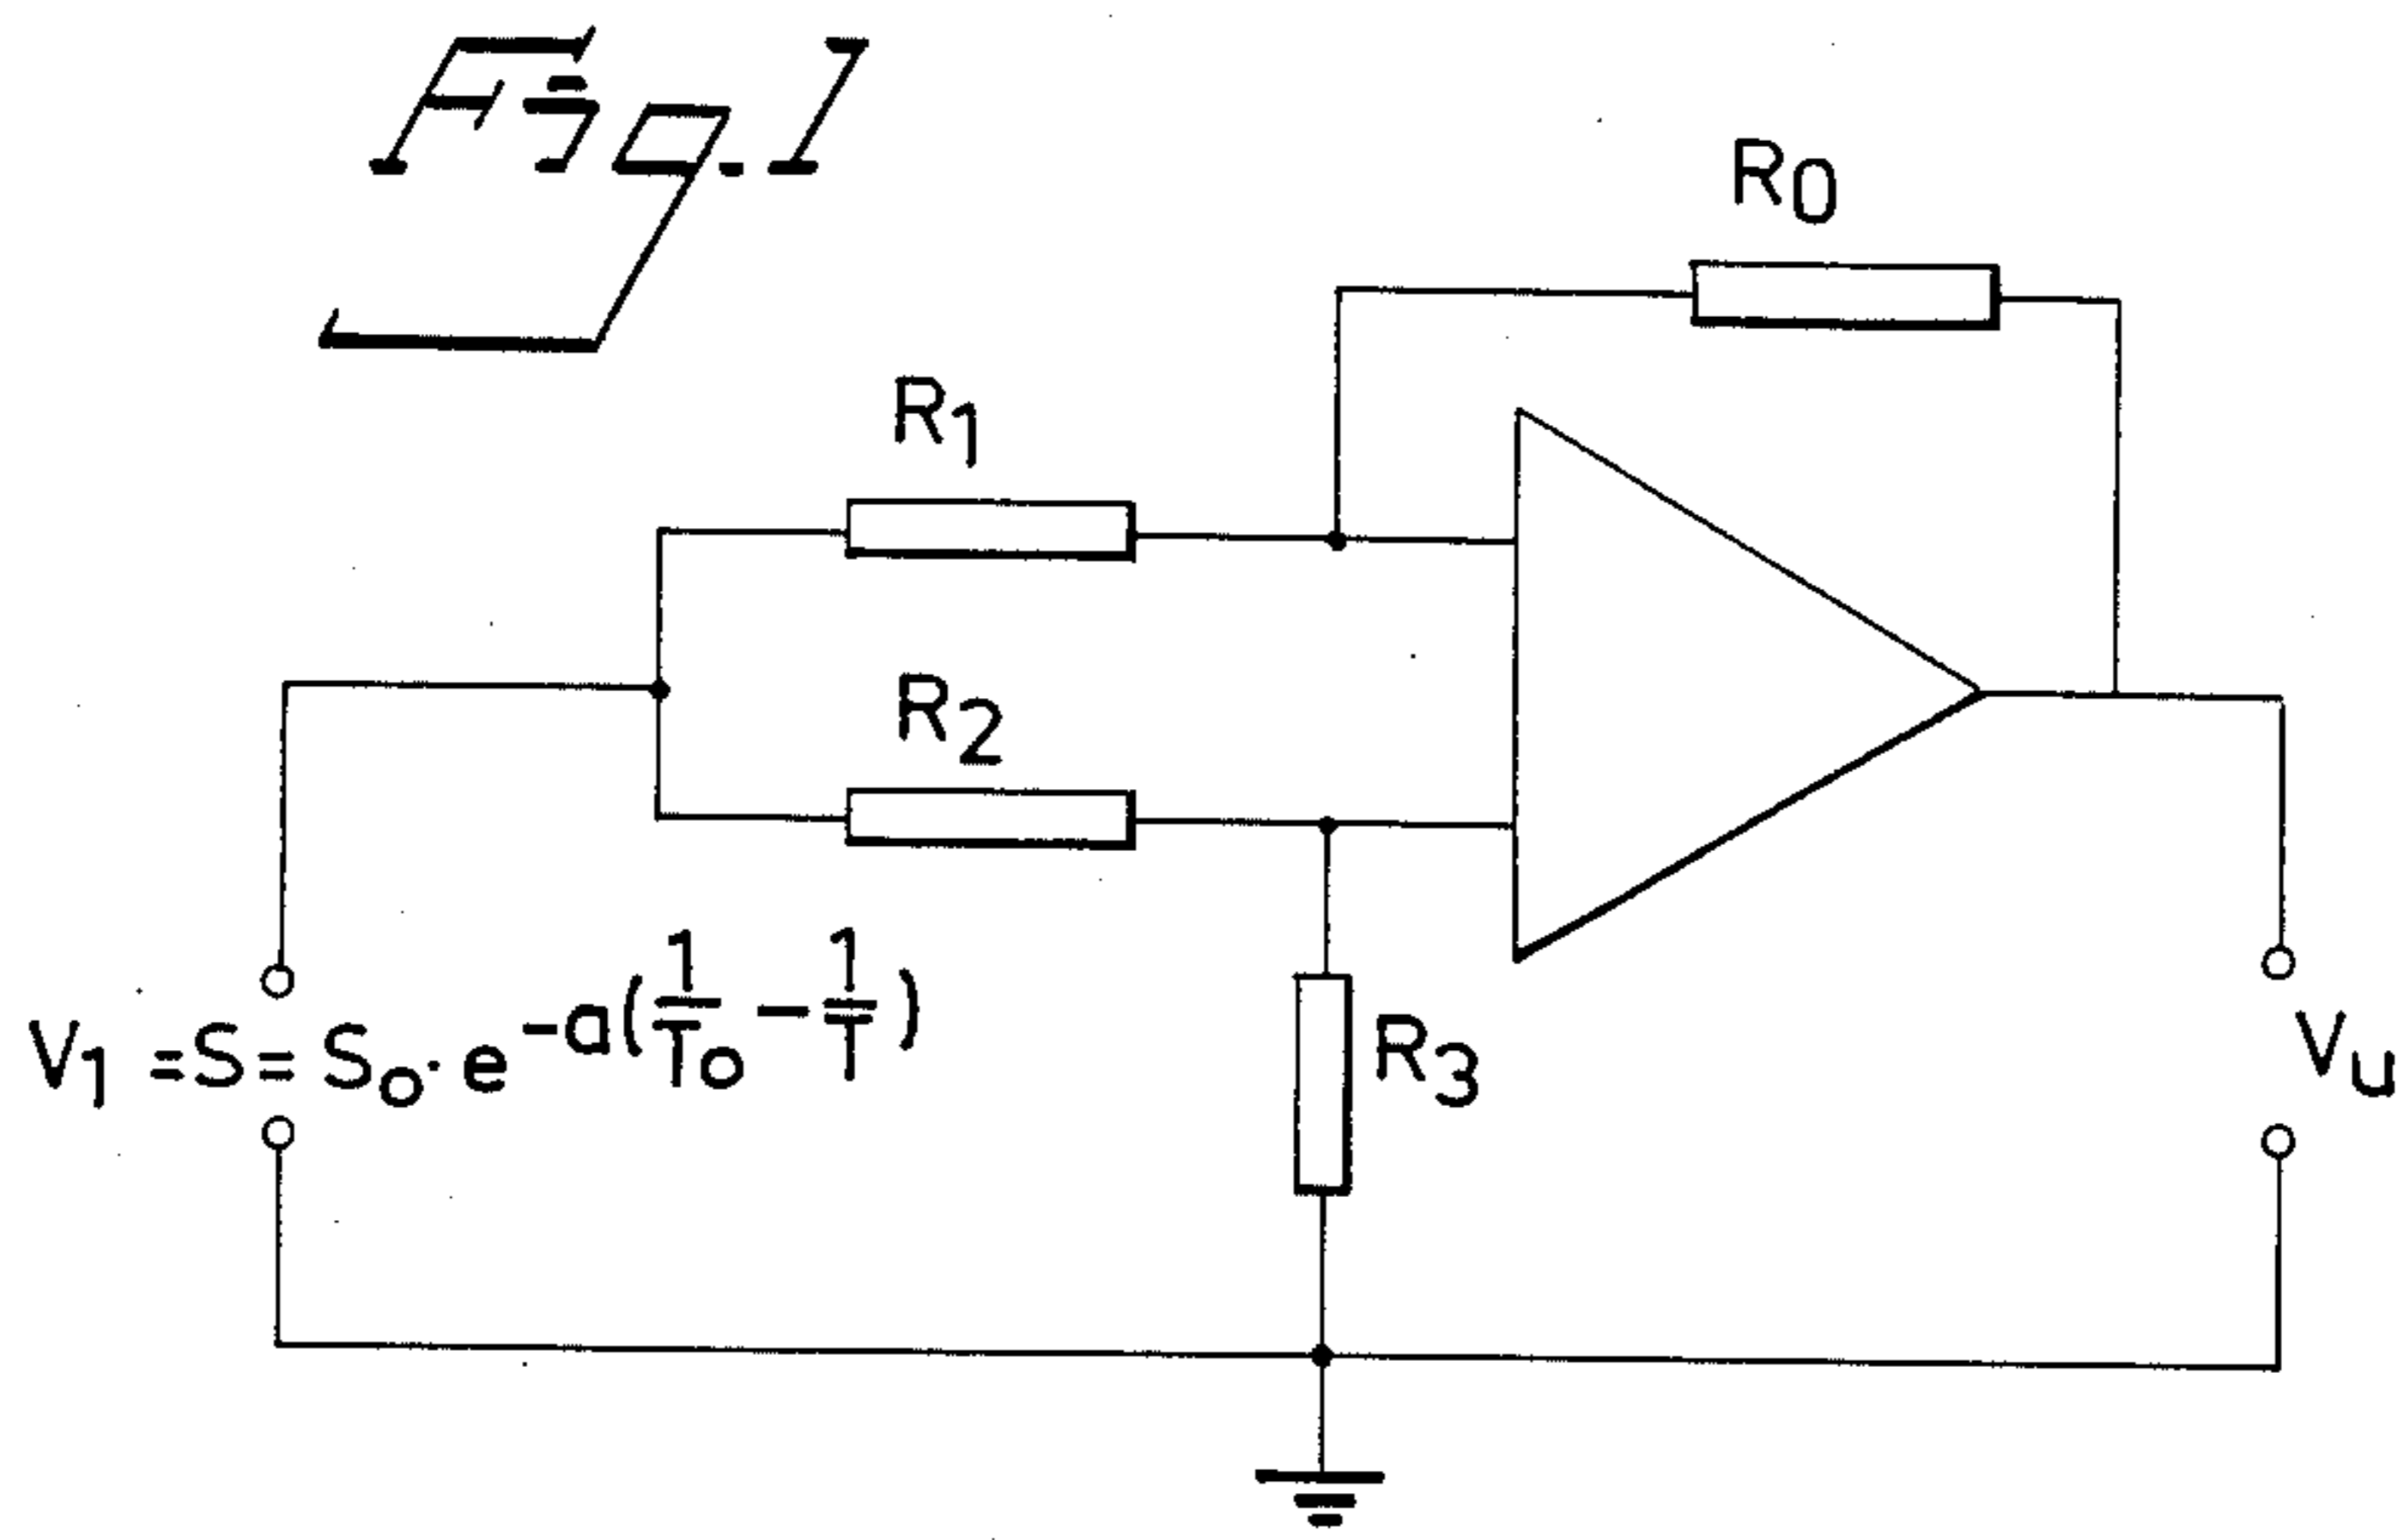 Fig. 1
R0
R1
R2
V1 = S = So · e^-a(1/To - 1/T)
R3
Vu